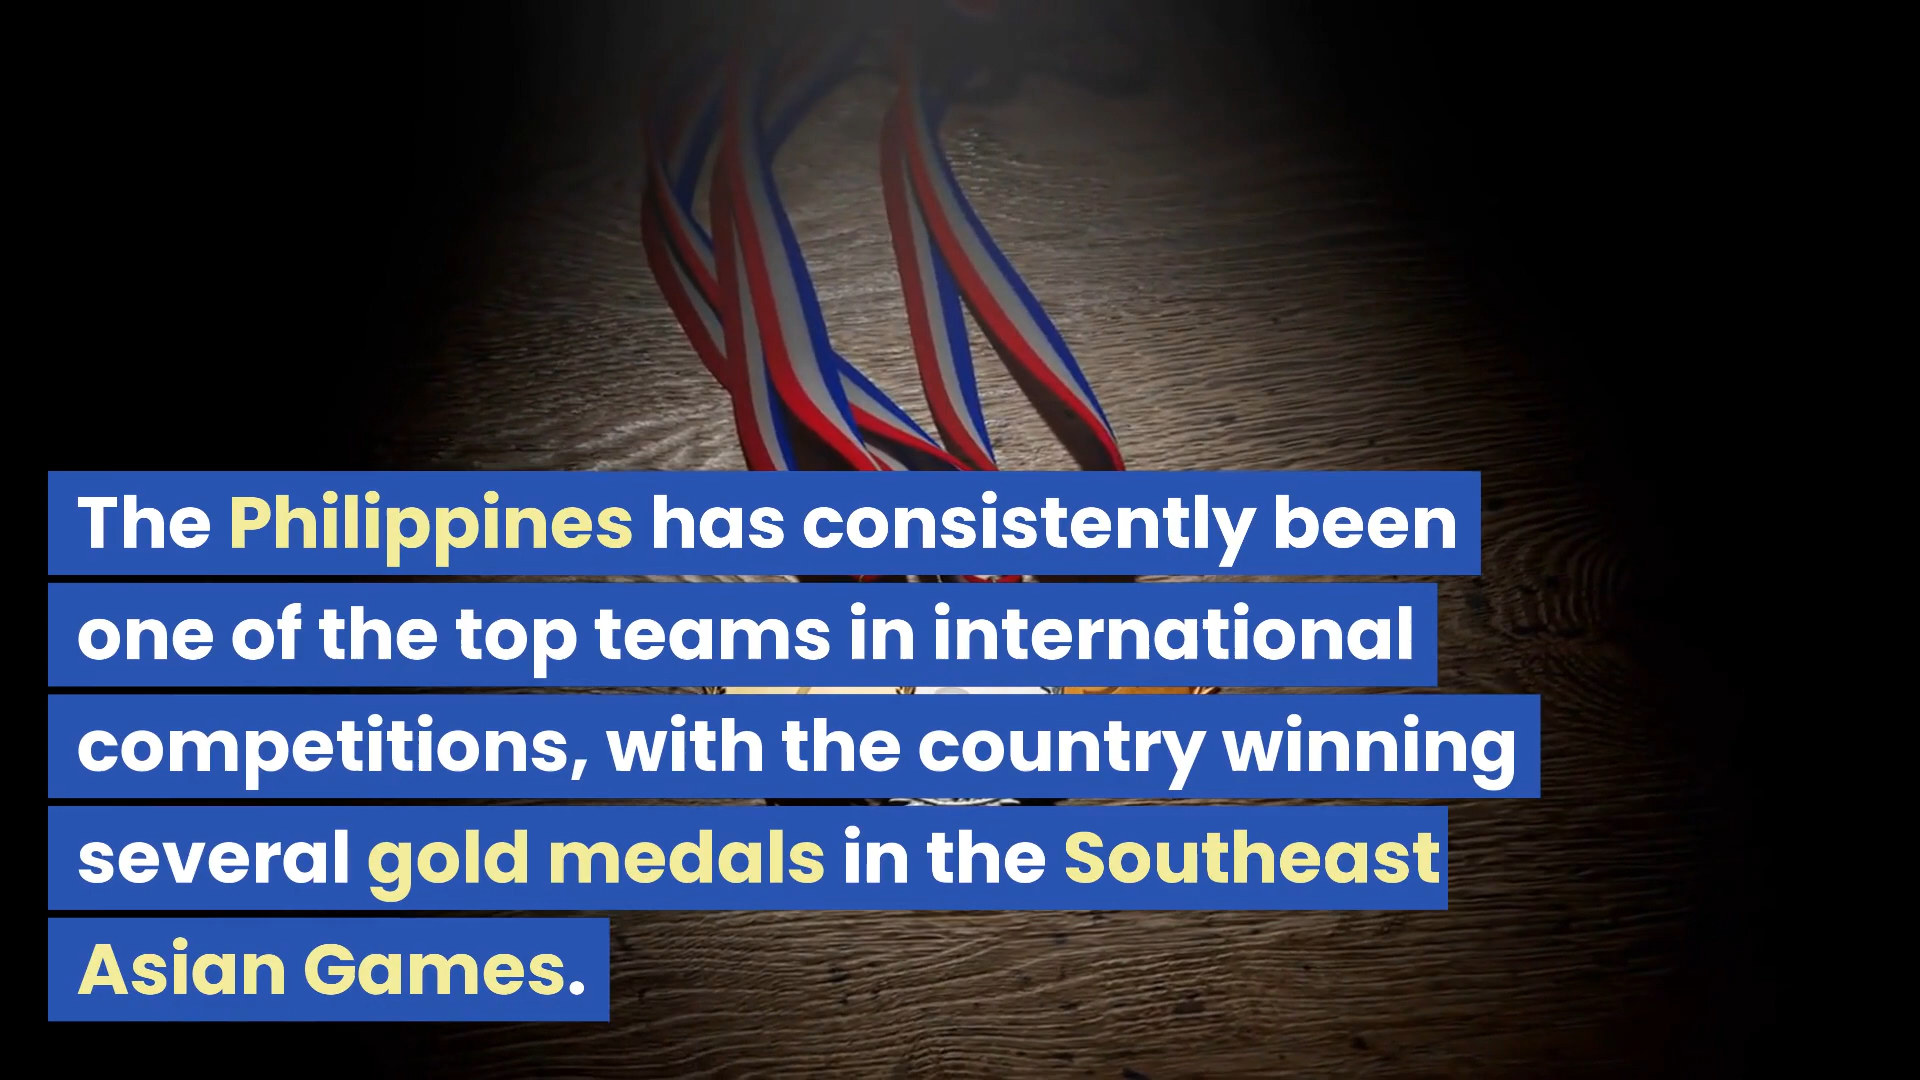 The Philippines has consistently been
one of the top teams in international
competitions, with the country winning
several gold medals in the Southeast
Asian Games.